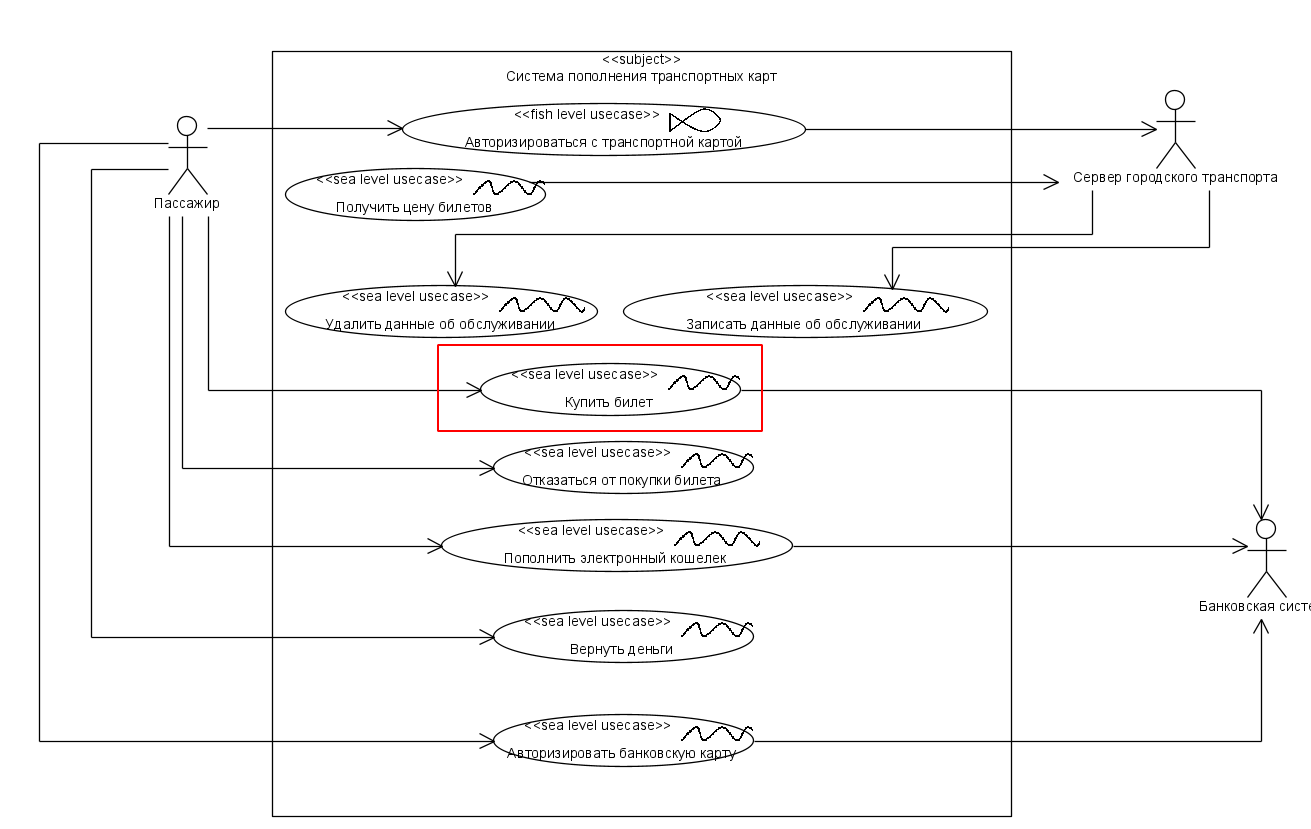 <<subject>>
Система пополнения транспортных карт
<<fish level usecase>>
Авторизироваться с транспортной картой
Пассажир
<<sea level usecase>>
Получить цену билетов
Сервер городского транспорта
<<sea level usecase>>
Удалить данные об обслуживании
<<sea level usecase>>
Записать данные об обслуживании
<<sea level usecase>>
Купить билет
<<sea level usecase>>
Отказаться от покупки билета
<<sea level usecase>>
Пополнить электронный кошелек
Банковская систе
<<sea level usecase>>
Вернуть деньги
<<sea level usecase>>
Авторизировать банковскую карту